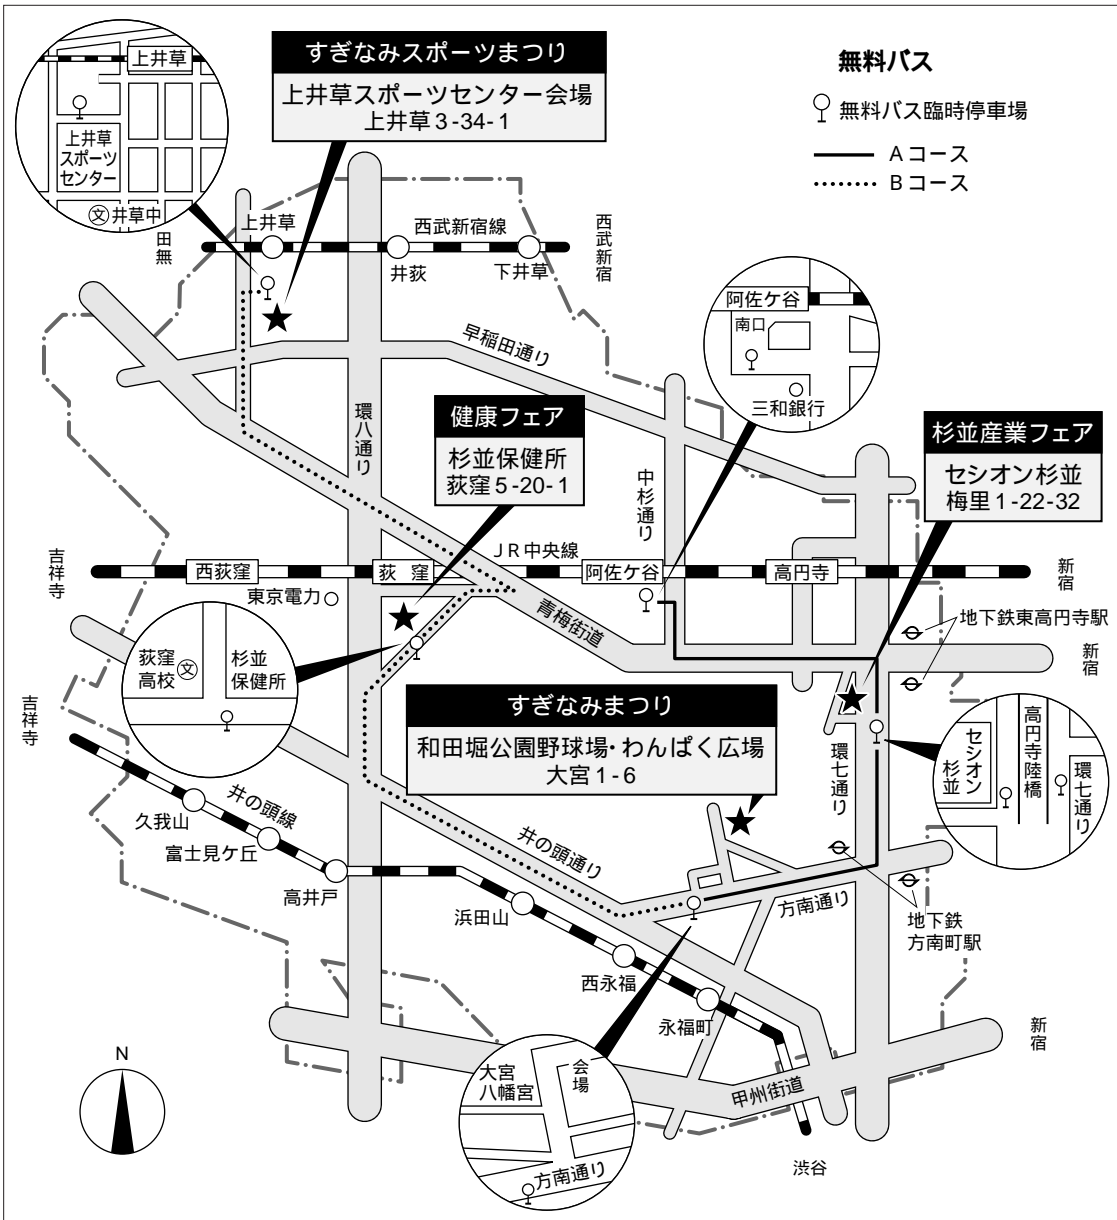 上井草
上井草
スポーツ
センター
文井草中
すぎなみスポーツまつり
上井草スポーツセンター会場
上井草3-34-1
無料バス
無料バス臨時停車場
Aコース
Bコース
田無
上井草
西武新宿線
井荻
下井草
西武新宿
早稲田通り
阿佐ケ谷
南口
三和銀行
環八通り
健康フェア
杉並保健所
荻窪5-20-1
中杉通り
杉並産業フェア
セシオン杉並
梅里1-22-32
吉祥寺
JR中央線
西荻窪
荻窪
阿佐ケ谷
高円寺
新宿
東京電力
青梅街道
地下鉄東高円寺駅
新宿
荻窪
高校
文
杉並
保健所
吉祥寺
すぎなみまつり
和田堀公園野球場・わんぱく広場
大宮1-6
環七通り
セシオン
杉並
高円寺陸橋
環七通り
井の頭線
久我山
富士見ケ丘
高井戸
井の頭通り
浜田山
方南通り
地下鉄
方南町駅
西永福
永福町
新宿
N
大宮
八幡宮
会場
方南通り
甲州街道
渋谷